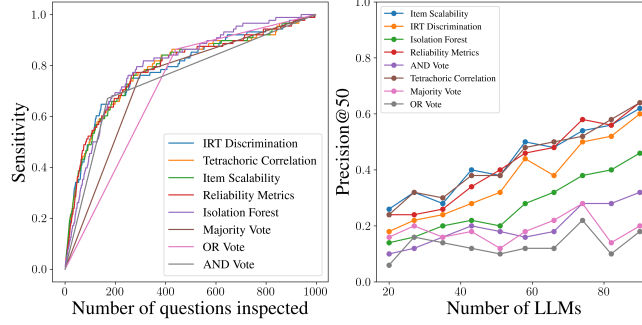 1.0
0.8
0.6
0.4
0.2
0.0
Sensitivity
IRT Discrimination
Tetrachoric Correlation
Item Scalability
Reliability Metrics
Isolation Forest
Majority Vote
OR Vote
AND Vote
0 200 400 600 800 1000
Number of questions inspected
1.0
0.8
0.6
0.4
0.2
0.0
Precision@50
Item Scalability
IRT Discrimination
Isolation Forest
Reliability Metrics
AND Vote
Tetrachoric Correlation
Majority Vote
OR Vote
20 40 60 80
Number of LLMs